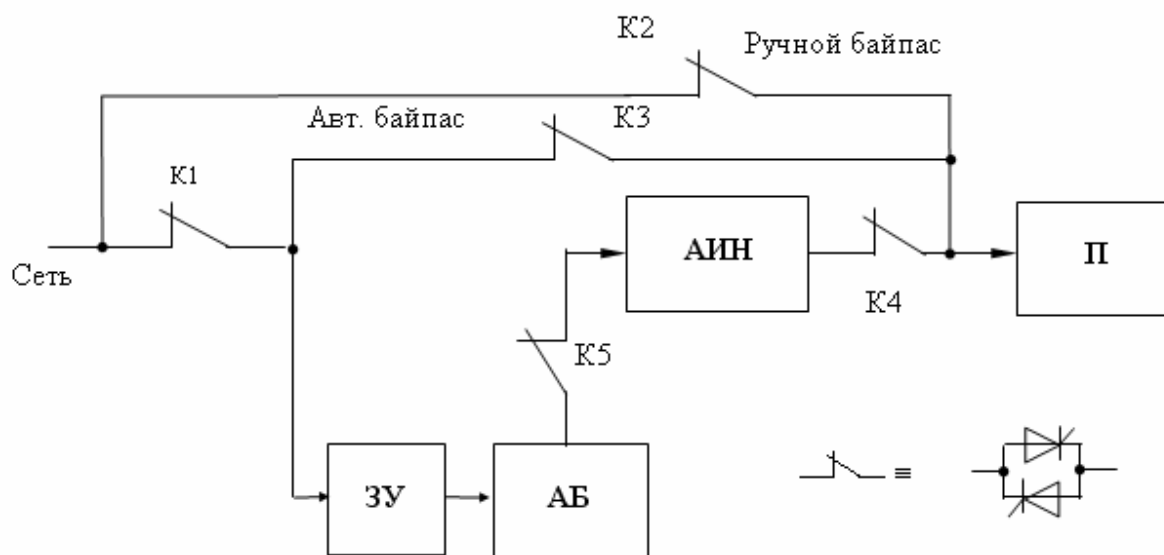 К2
Ручной байпас
Авт. байпас
К3
К1
Сеть
АИН
П
К4
К5
ЗУ
АБ
≡